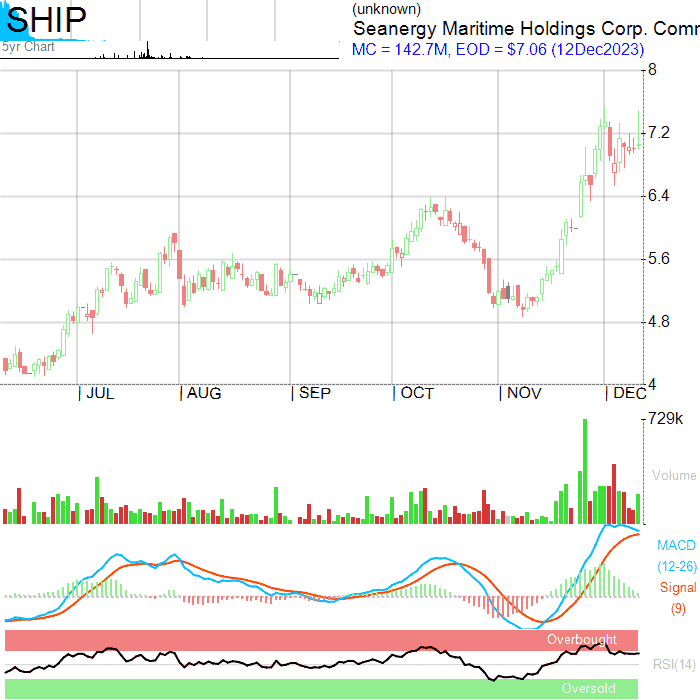 SHIP
(unknown)
Seanergy Maritime Holdings Corp. Comm
5yr Chart
MC = 142.7M, EOD = $7.06 (12Dec2023)
8
7.2
6.4
5.6
4.8
4
JUL AUG SEP OCT NOV DEC
729k
Volume
MACD
(12-26)
Signal
(9)
Overbought
RSI(14)
Oversold